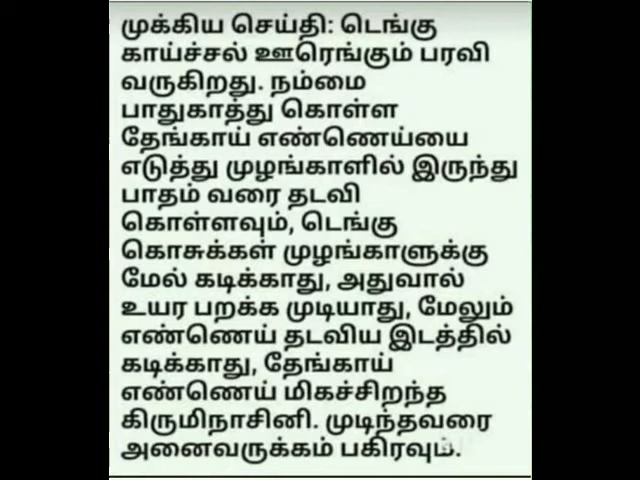 முக்கிய செய்தி: டெங்கு
காய்ச்சல் ஊரெங்கும் பரவி
வருகிறது. நம்மை
பாதுகாத்து கொள்ள
தேங்காய் எண்ணெய்யை
எடுத்து முழங்காளில் இருந்து
பாதம் வரை தடவி
கொள்ளவும், டெங்கு
கொசுக்கள் முழங்காளுக்கு
மேல் கடிக்காது, அதுவால்
உயர பறக்க முடியாது, மேலும்
எண்ணெய் தடவிய இடத்தில்
கடிக்காது, தேங்காய்
எண்ணெய் மிகச்சிறந்த
கிருமிநாசினி. முடிந்தவரை
அனைவருக்கம் பகிரவும்.